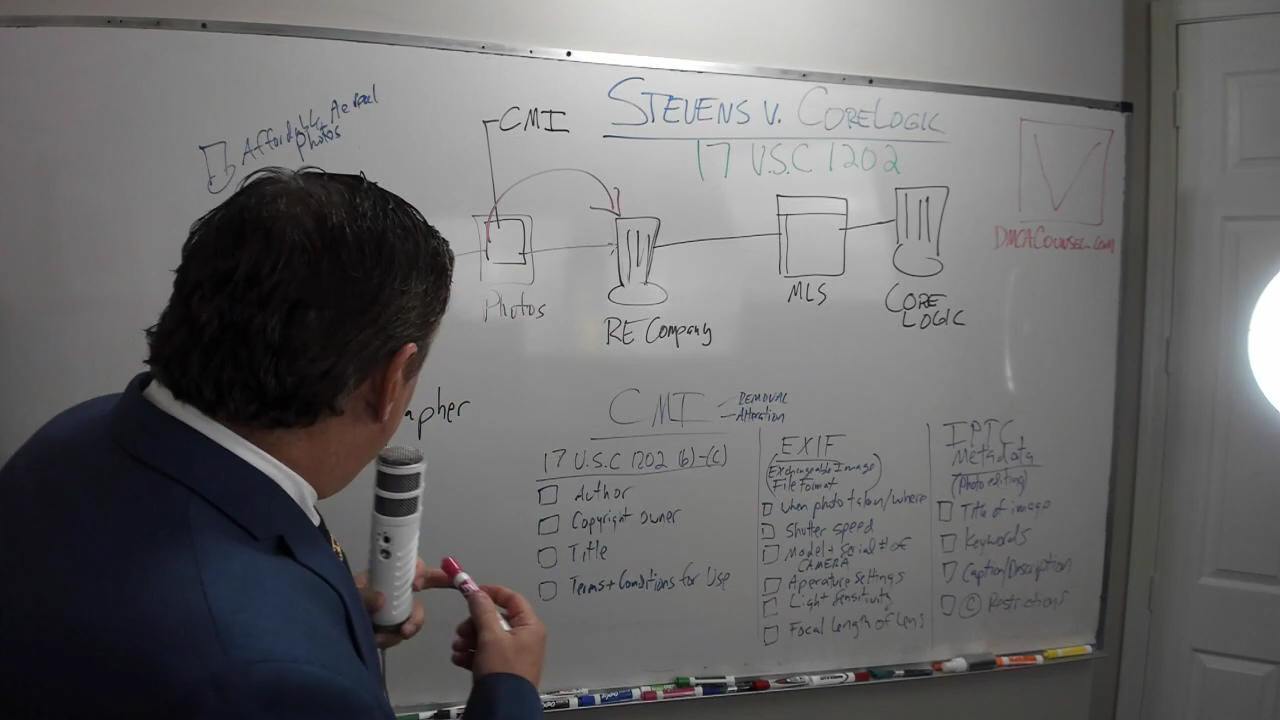 Affordable Aereal
Photos
CMI
STEVENS V. CORELOGIC
17 U.S.C 1202
DMCACounsel.com
Photos
RE Company
MLS
CORE
LOGIC
apher
CMI
REMOVAL
Alteration
17 U.S.C 1202 (b)-(c)
Author
Copyright owner
Title
Terms + Conditions for Use
EXIF
(Exchangeable Image
File Format)
when photo taken/where
Shutter speed
Model + Serial # of
CAMERA
Aperature Settings
Light Sensitivity
Focal Length of Lens
IPTC
Metadata
(Photo editing)
Title of image
Keywords
Caption/Description
© Restrictions